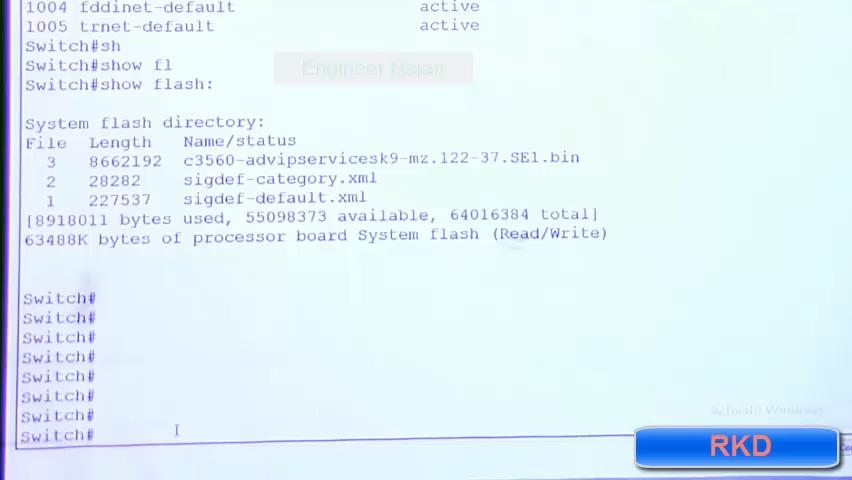 1004 fddinet-default active
1005 trnet-default active
Switch#sh
Switch#show fl
Engineer
Switch#show flash:
System flash directory:
File Length Name/status
3 8662192 c3560-advipservicesk9-mz.122-37.SE1.bin
2 28282 sigdef-category.xml
1 227537 sigdef-default.xml
[8918011 bytes used, 55098373 available, 64016384 total]
63488K bytes of processor board System flash (Read/Write)
Switch#
Switch#
Switch#
Switch#
Switch#
Switch#
Switch#
Switch#
Activate Windows
RKD